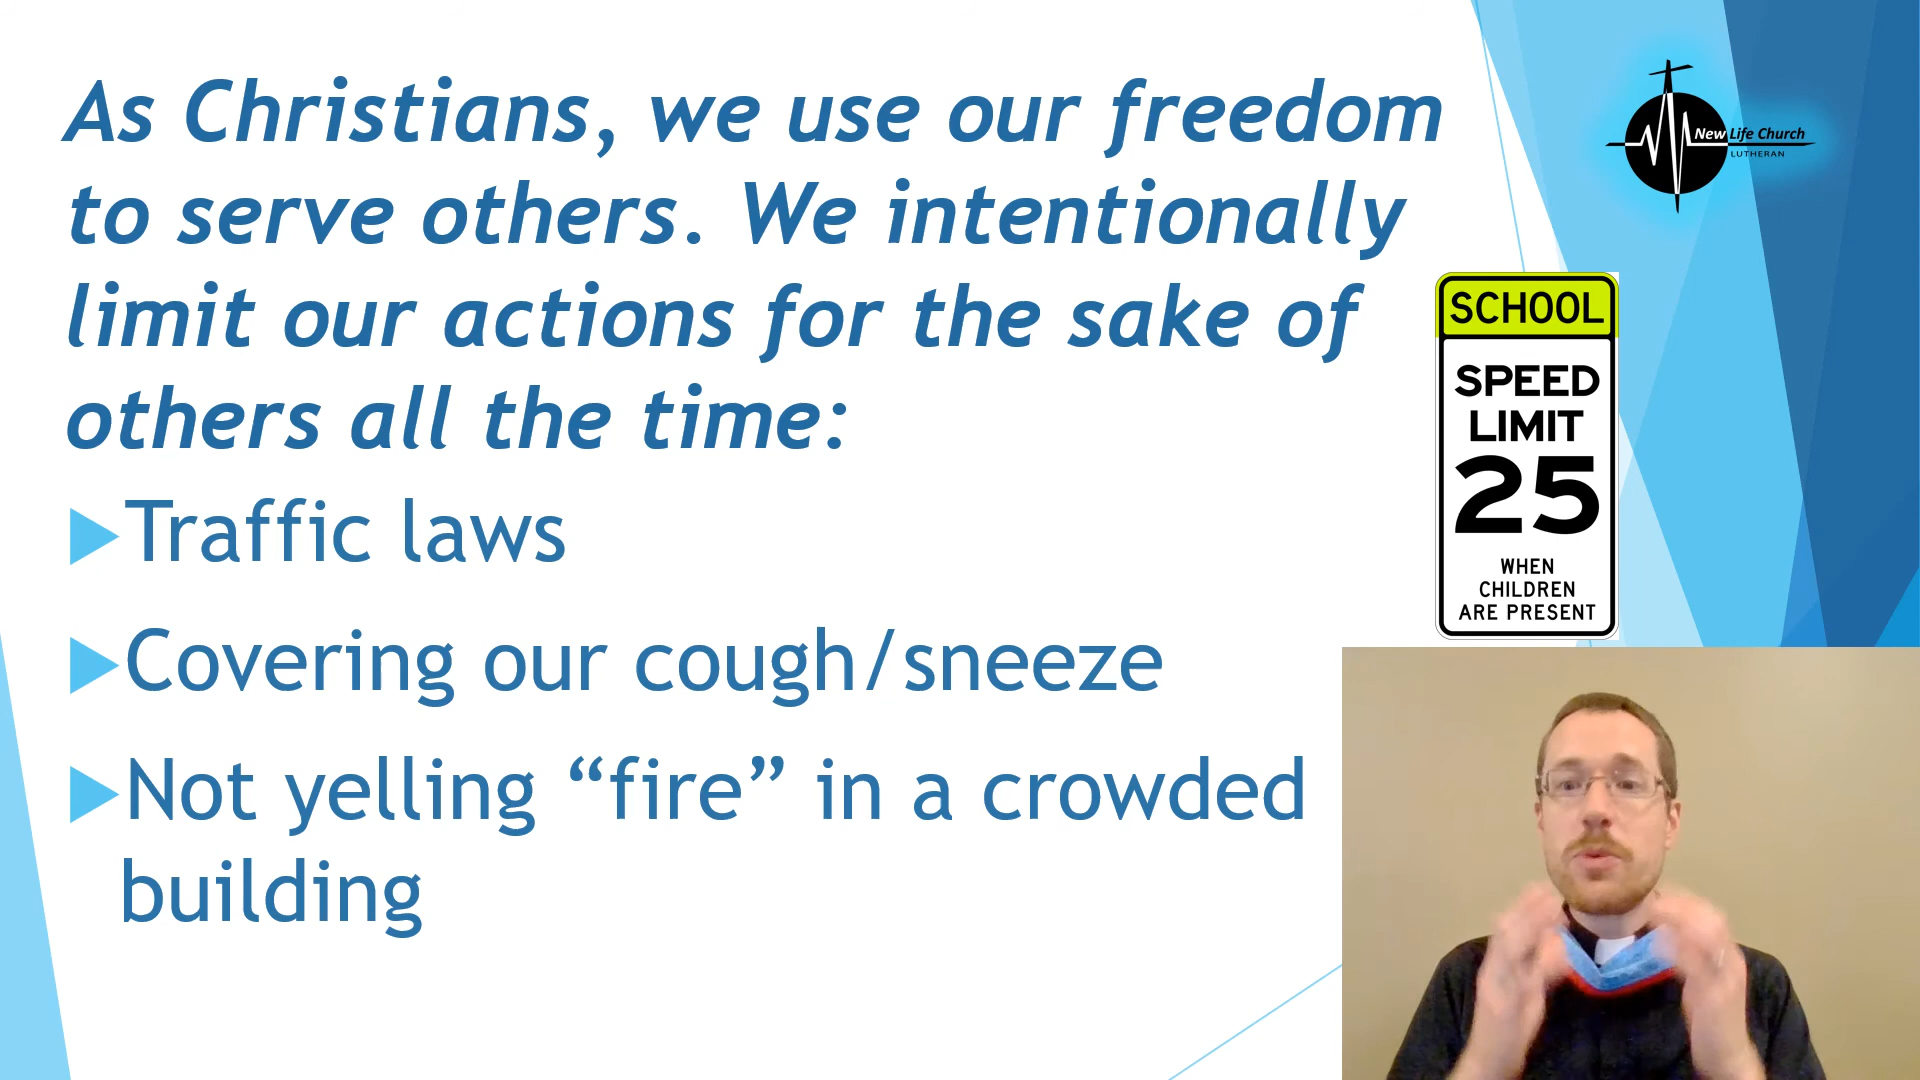 As Christians, we use our freedom
to serve others. We intentionally
limit our actions for the sake of
others all the time:
Traffic laws
Covering our cough/sneeze
Not yelling “fire” in a crowded
building
New Life Church
LUTHERAN
SCHOOL
SPEED
LIMIT
25
WHEN
CHILDREN
ARE PRESENT